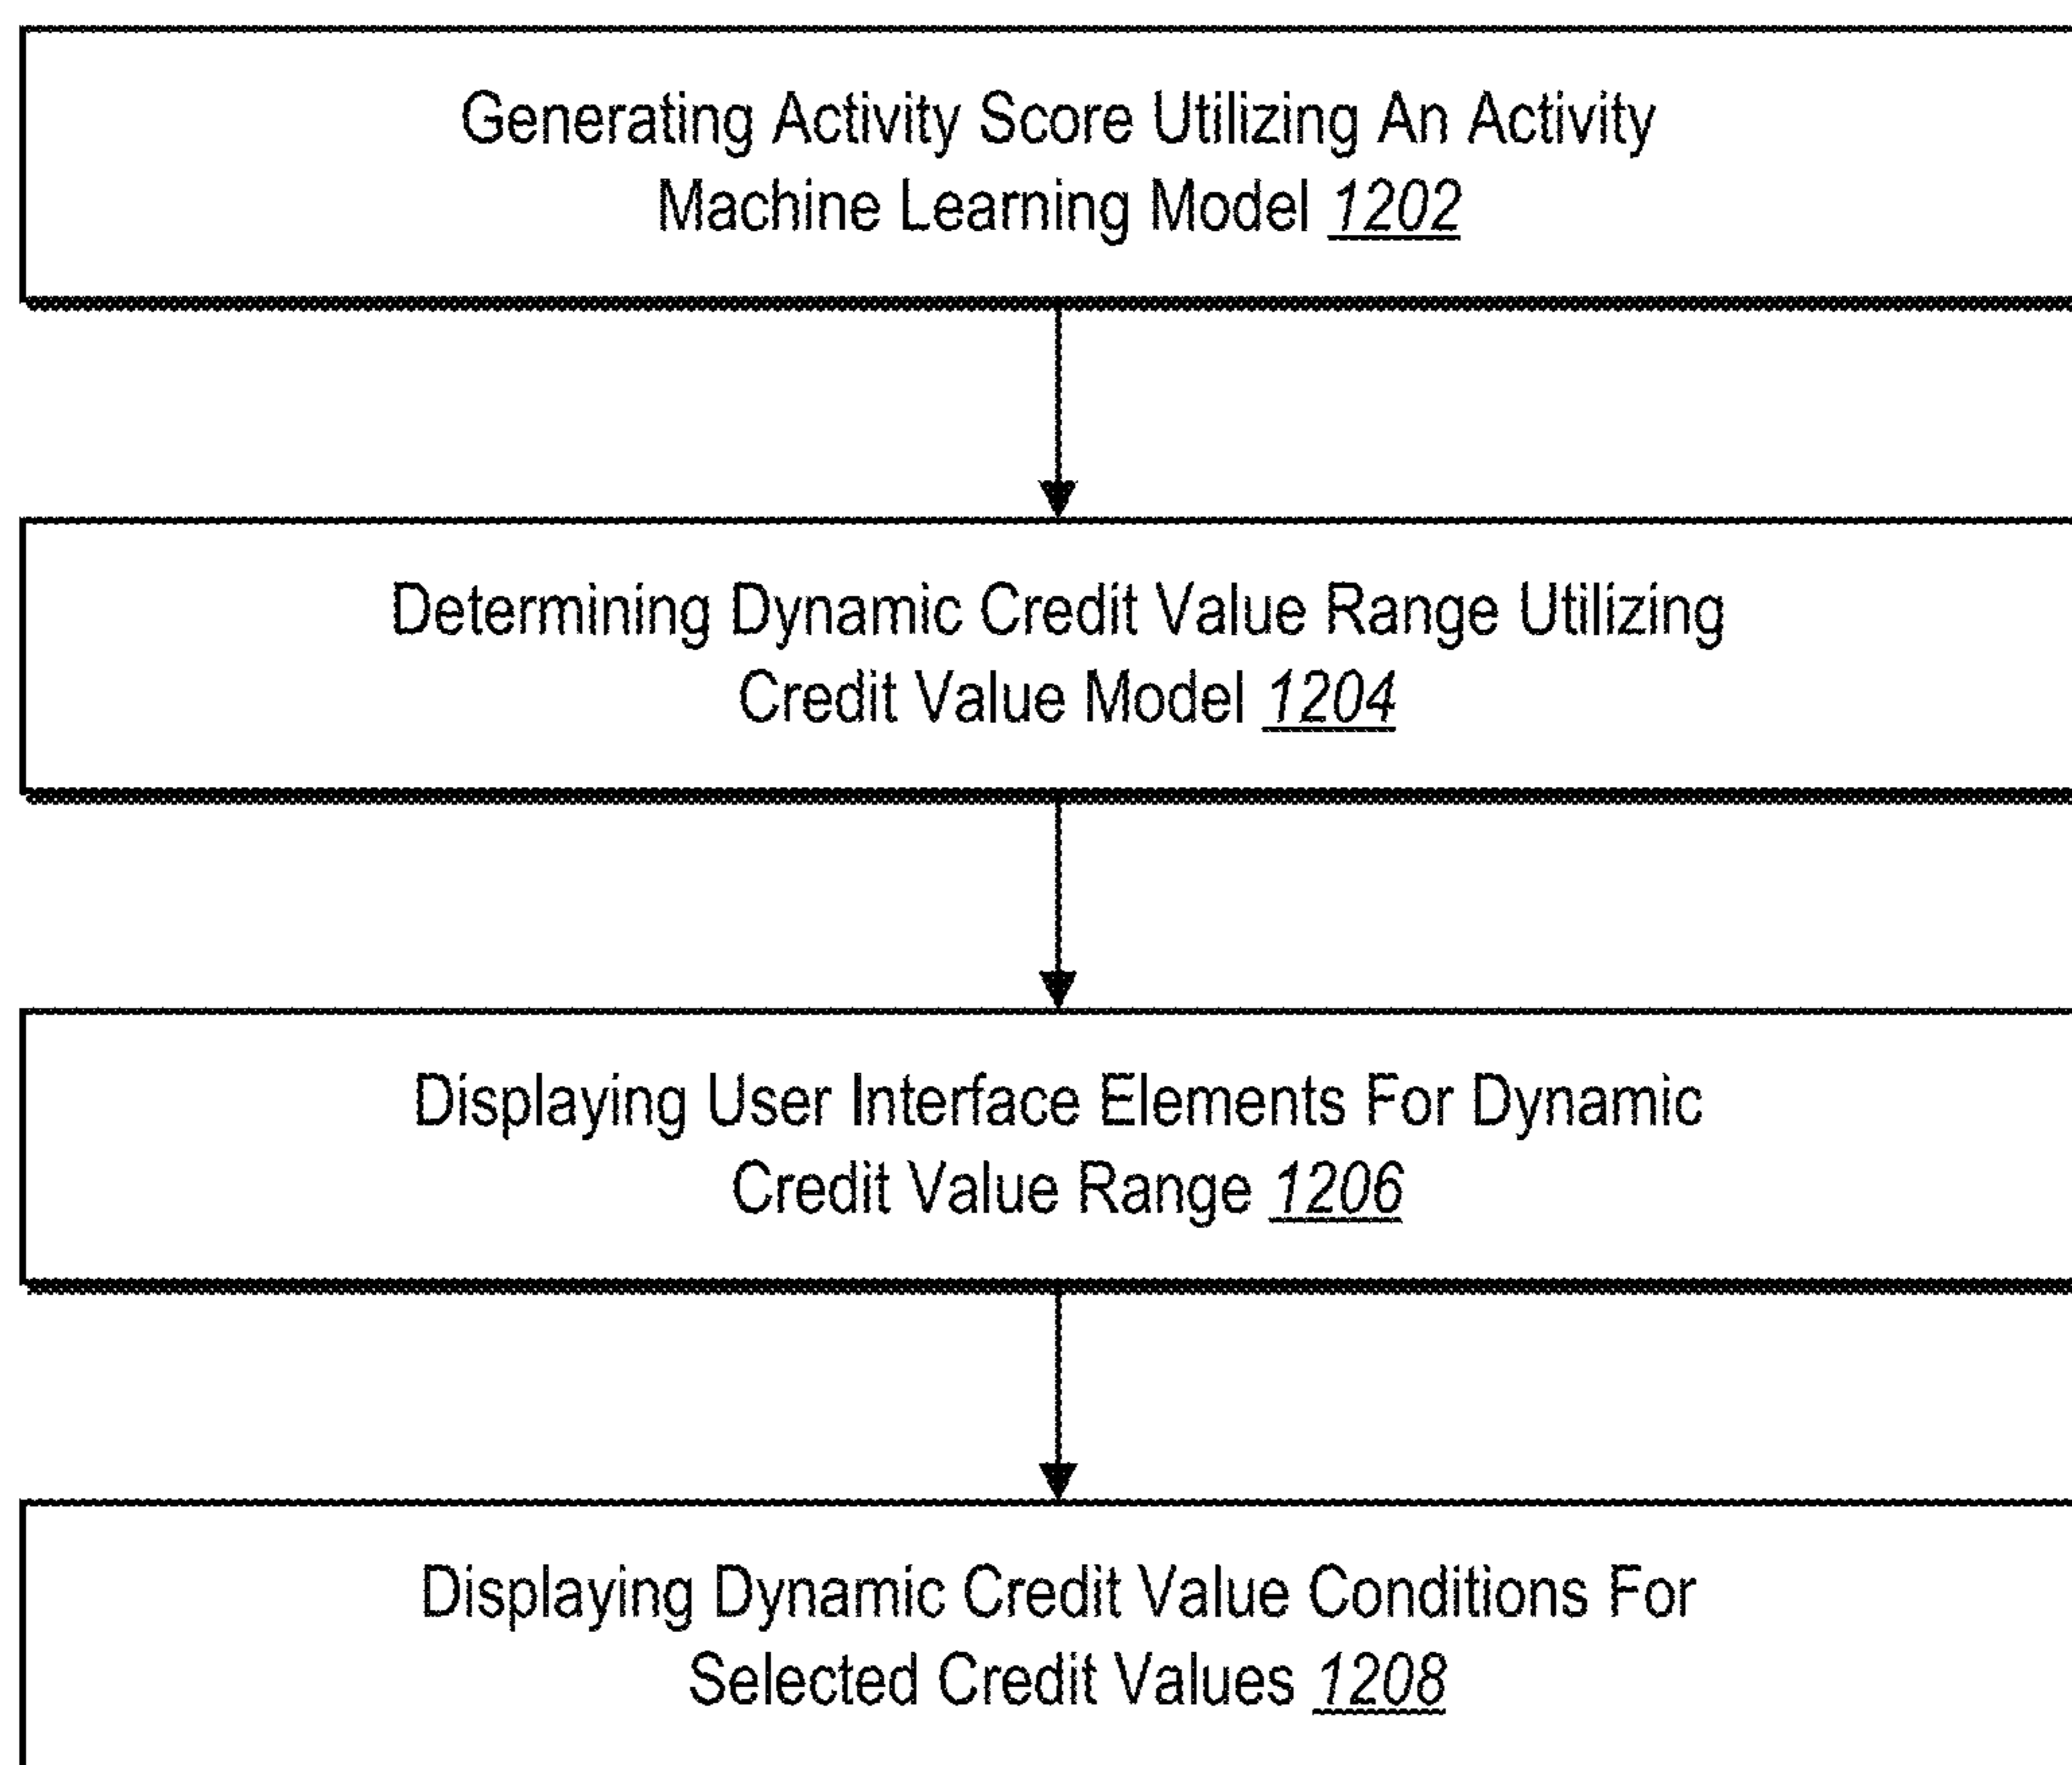 Generating Activity Score Utilizing An Activity
Machine Learning Model 1202
Determining Dynamic Credit Value Range Utilizing
Credit Value Model 1204
Displaying User Interface Elements For Dynamic
Credit Value Range 1206
Displaying Dynamic Credit Value Conditions For
Selected Credit Values 1208